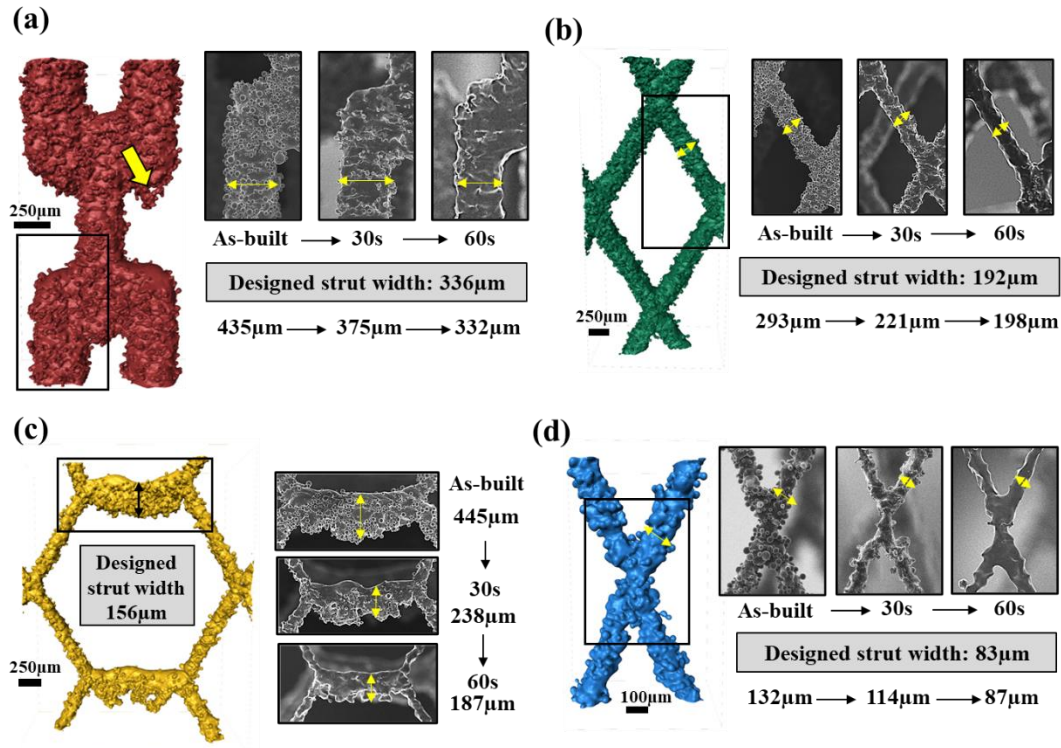 (a)
250μm
As-built → 30s → 60s
Designed strut width: 336μm
435μm → 375μm → 332μm
(b)
250μm
As-built → 30s → 60s
Designed strut width: 192μm
293μm → 221μm → 198μm
(c)
Designed
strut width
156μm
250μm
As-built
445μm
30s
238μm
60s
187μm
(d)
100μm
As-built → 30s → 60s
Designed strut width: 83μm
132μm → 114μm → 87μm